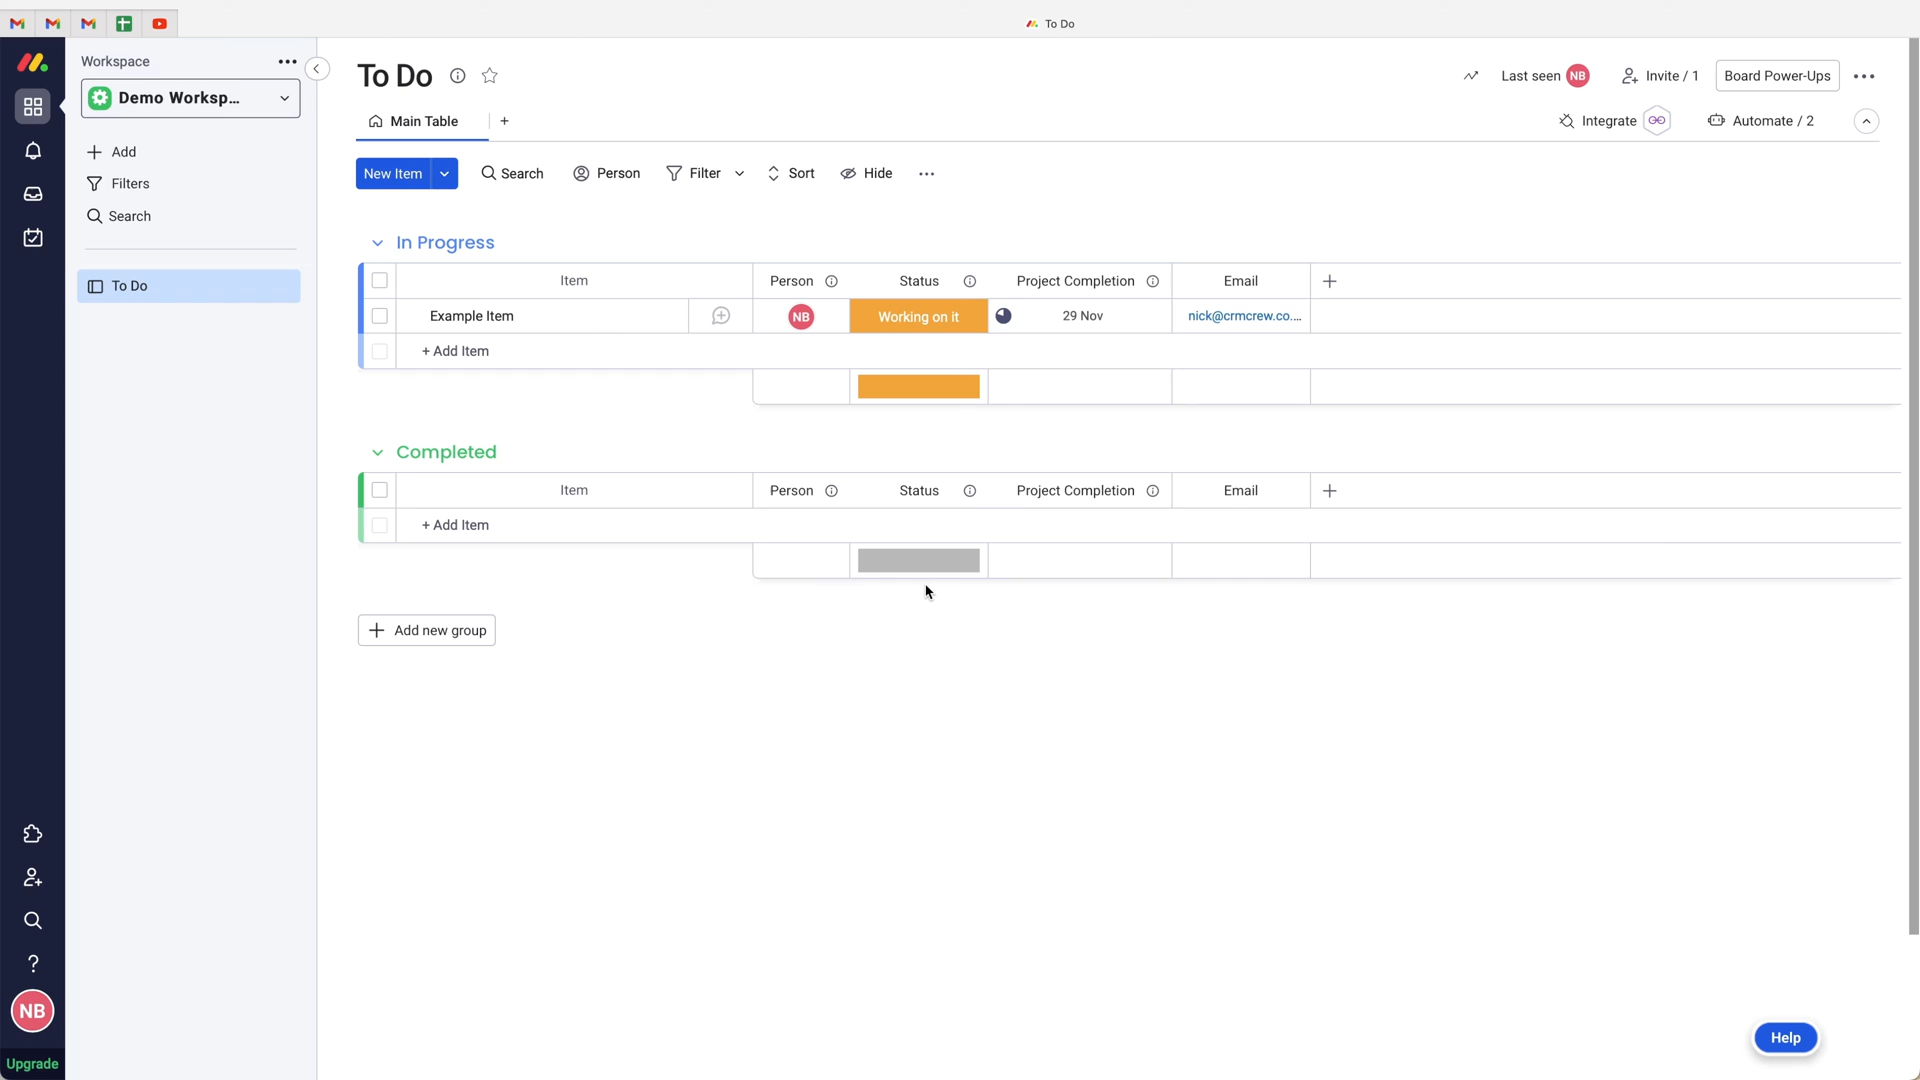 To Do
Workspace
Demo Worksp...
+ Add
Filters
Search
To Do
NB
Upgrade
To Do
Last seen NB
Invite / 1
Board Power-Ups
Main Table
+
Integrate
Automate / 2
New Item
Search
Person
Filter
Sort
Hide
In Progress
Item Person Status Project Completion Email +
Example Item NB Working on it 29 Nov nick@crmcrew.co....
+ Add Item
Completed
Item Person Status Project Completion Email +
+ Add Item
+ Add new group
Help